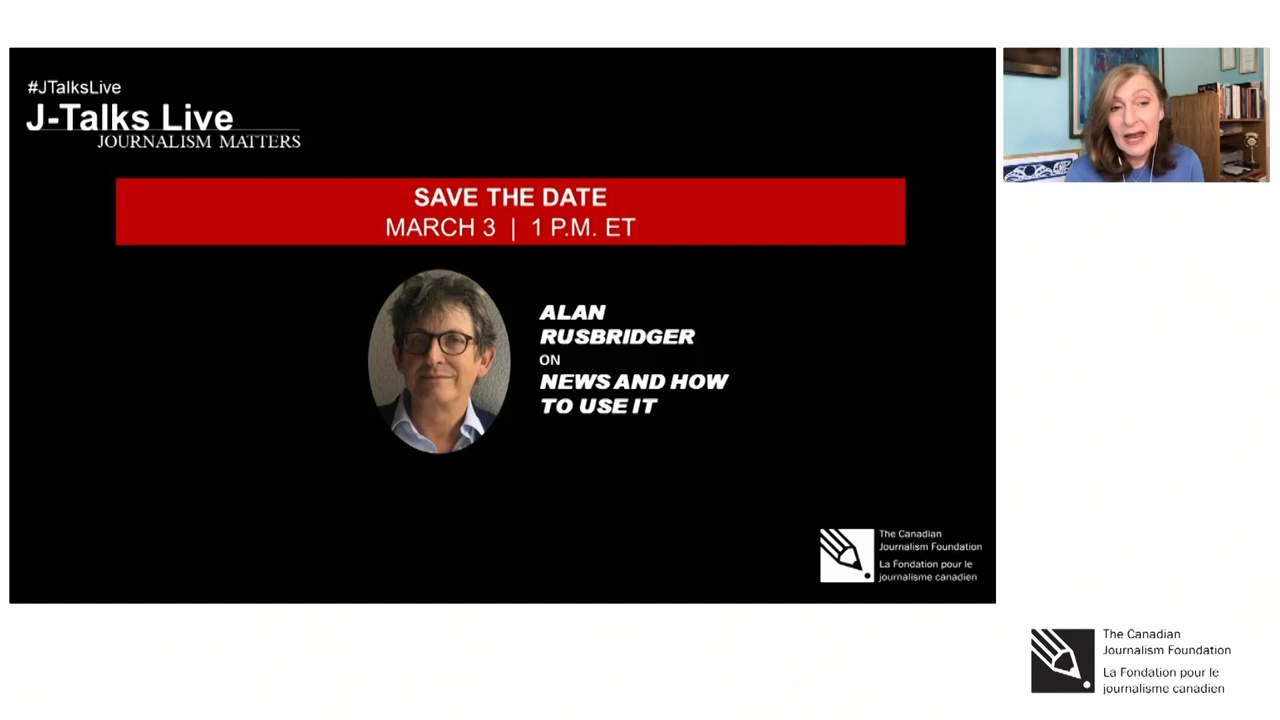 #JTalksLive
J-Talks Live
JOURNALISM MATTERS
SAVE THE DATE
MARCH 3 | 1 P.M. ET
ALAN
RUSBRIDGER
ON
NEWS AND HOW
TO USE IT
The Canadian
Journalism Foundation
La Fondation pour le
journalisme canadien
The Canadian
Journalism Foundation
La Fondation pour le
journalisme canadien